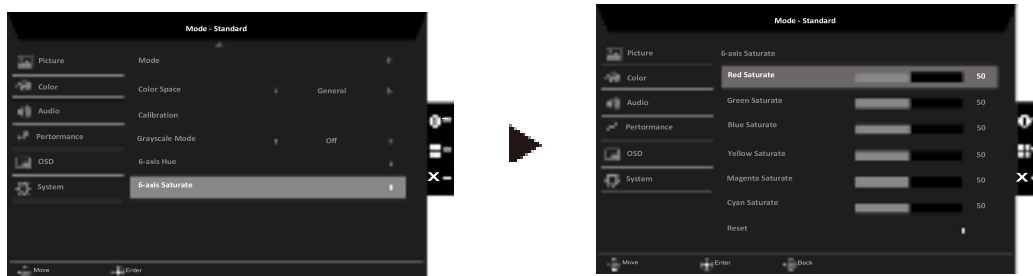 Mode - Standard
Picture
Mode
Color
Color Space
General
Audio
Calibration
Pertormance
Grayscale Mode
Off
OSD
6-axis Hue
System
6-axis Saturate
Move
Enter
Mode - Standard
Picture
6-axis Saturate
Color
Red Saturate
50
Audio
Green Saturate
50
Pertormance
Blue Saturate
50
OSD
Yellow Saturate
50
System
Magenta Saturate
50
Cyan Saturate
50
Reset
Move
Enter
Back